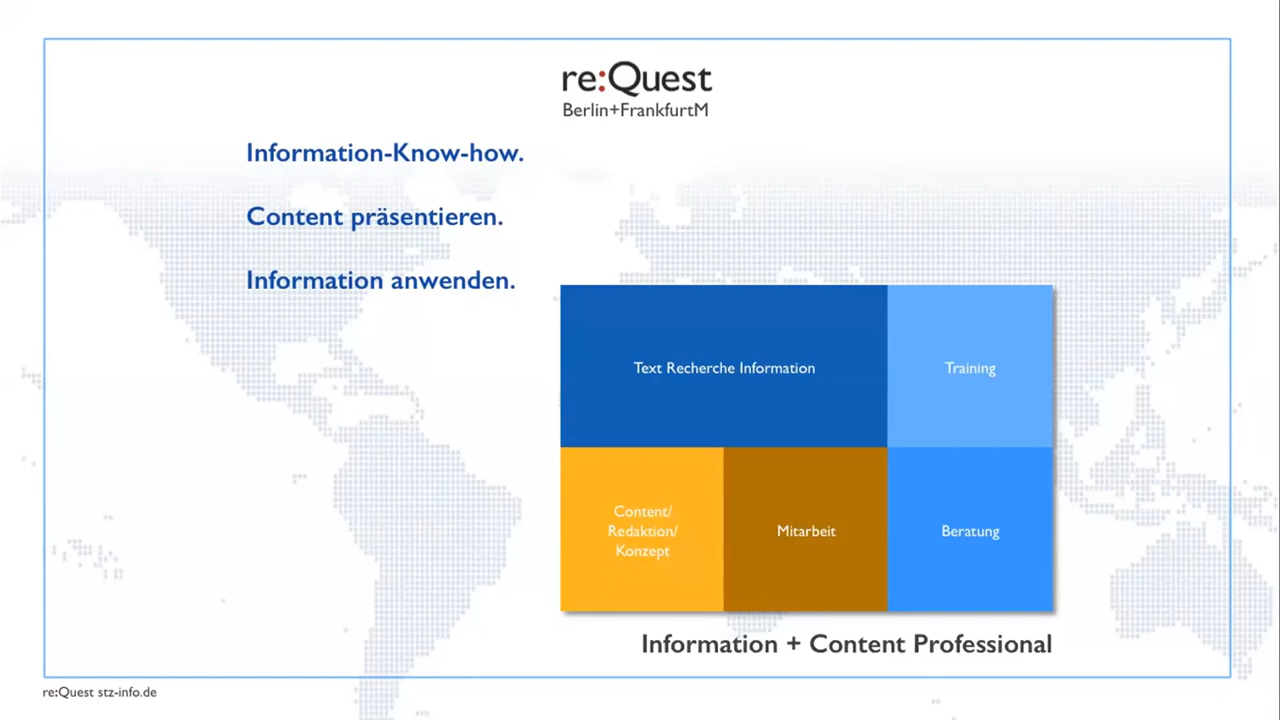 re:Quest
Berlin+FrankfurtM
Information-Know-how.
Content präsentieren.
Information anwenden.
Text Recherche Information
Training
Content/
Redaktion/
Konzept
Mitarbeit
Beratung
Information + Content Professional
re:Quest stz-info.de